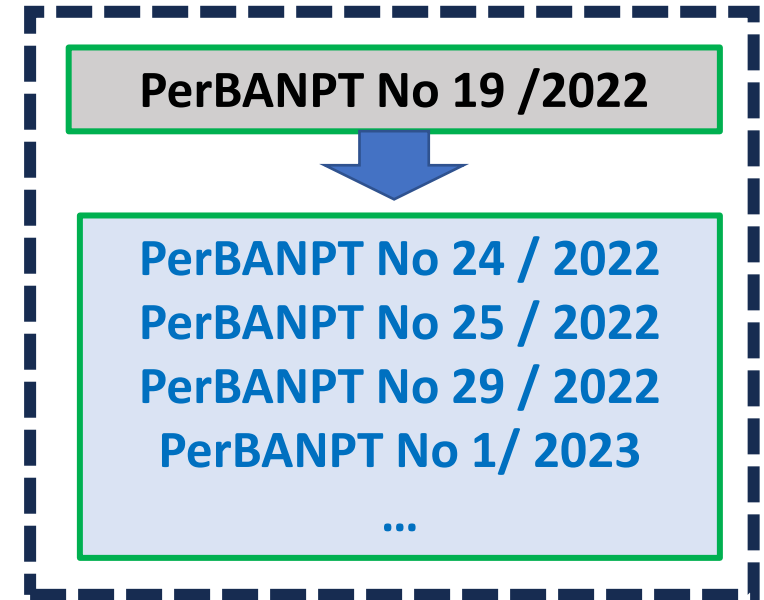 PerBANPT No 19 /2022
PerBANPT No 24 / 2022
PerBANPT No 25 / 2022
PerBANPT No 29 / 2022
PerBANPT No 1/ 2023
...